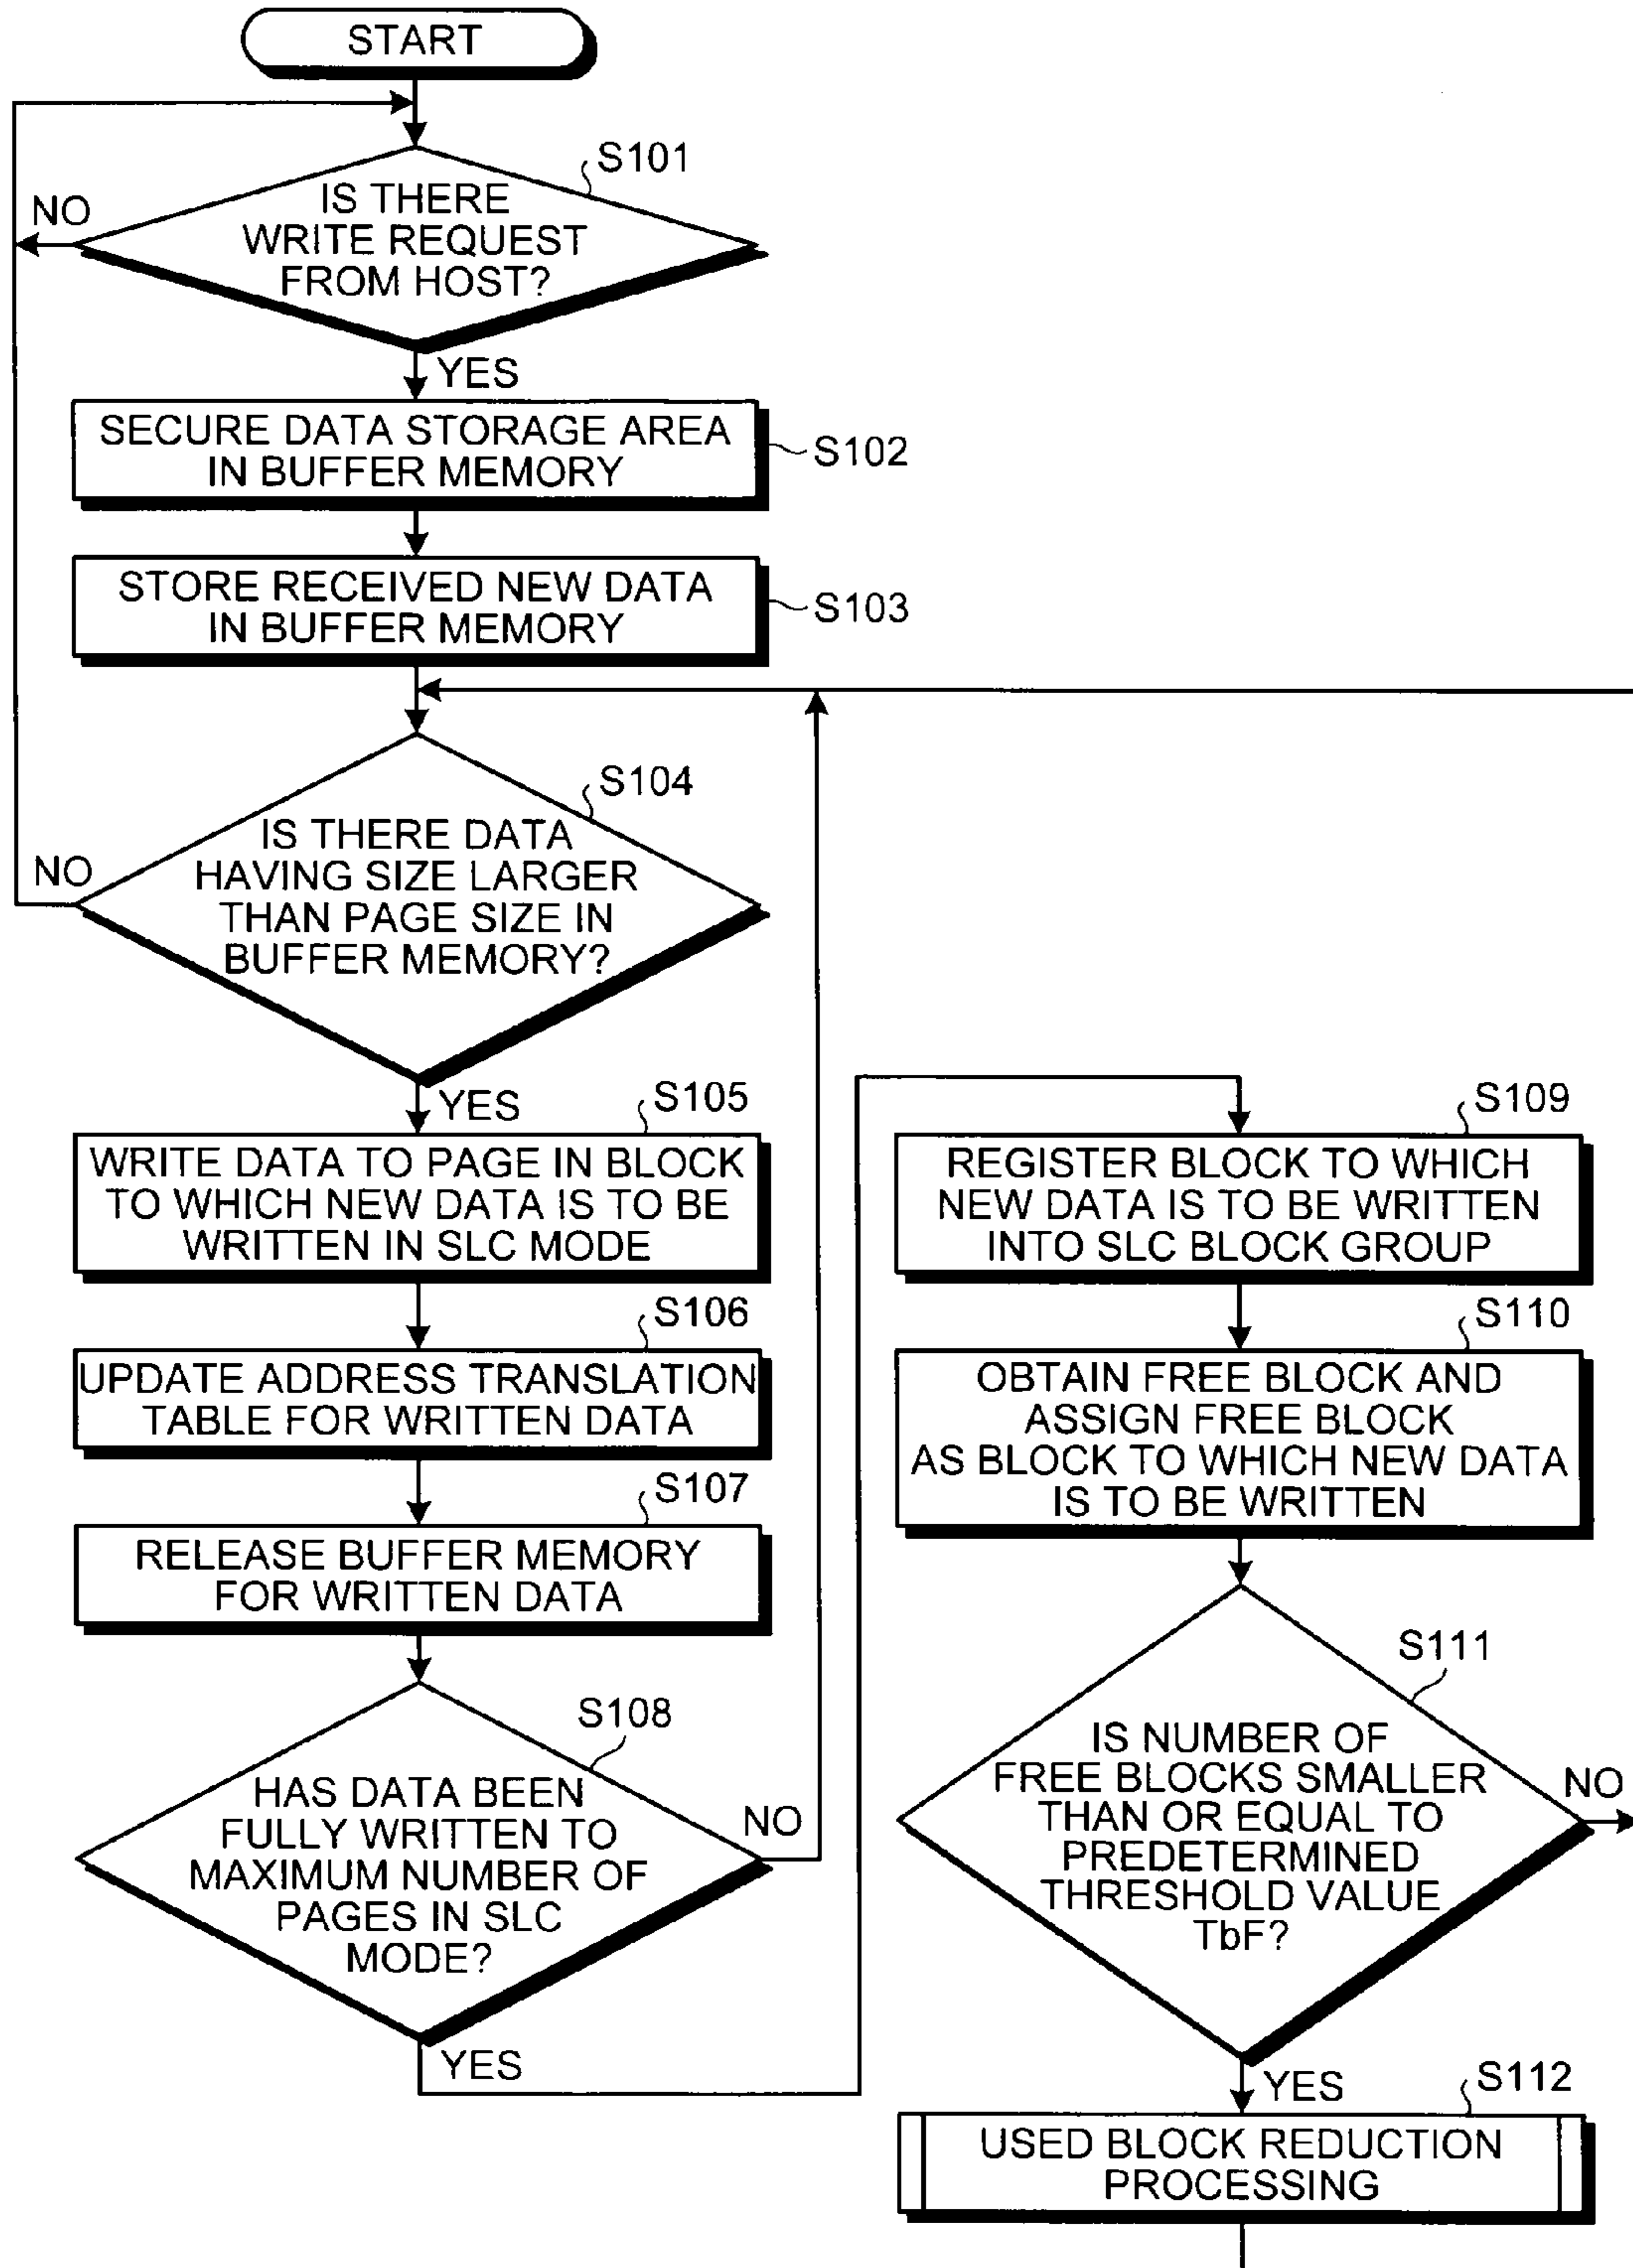 START
S101
NO
IS THERE
WRITE REQUEST
FROM HOST?
YES
SECURE DATA STORAGE AREA
IN BUFFER MEMORY
S102
STORE RECEIVED NEW DATA
IN BUFFER MEMORY
S103
S104
NO
IS THERE DATA
HAVING SIZE LARGER
THAN PAGE SIZE IN
BUFFER MEMORY?
YES
S105
WRITE DATA TO PAGE IN BLOCK
TO WHICH NEW DATA IS TO BE
WRITTEN IN SLC MODE
S106
UPDATE ADDRESS TRANSLATION
TABLE FOR WRITTEN DATA
S107
RELEASE BUFFER MEMORY
FOR WRITTEN DATA
S108
HAS DATA BEEN
FULLY WRITTEN TO
MAXIMUM NUMBER OF
PAGES IN SLC
MODE?
NO
YES
S109
REGISTER BLOCK TO WHICH
NEW DATA IS TO BE WRITTEN
INTO SLC BLOCK GROUP
S110
OBTAIN FREE BLOCK AND
ASSIGN FREE BLOCK
AS BLOCK TO WHICH NEW DATA
IS TO BE WRITTEN
S111
IS NUMBER OF
FREE BLOCKS SMALLER
THAN OR EQUAL TO
PREDETERMINED
THRESHOLD VALUE
TbF?
NO
YES
S112
USED BLOCK REDUCTION
PROCESSING